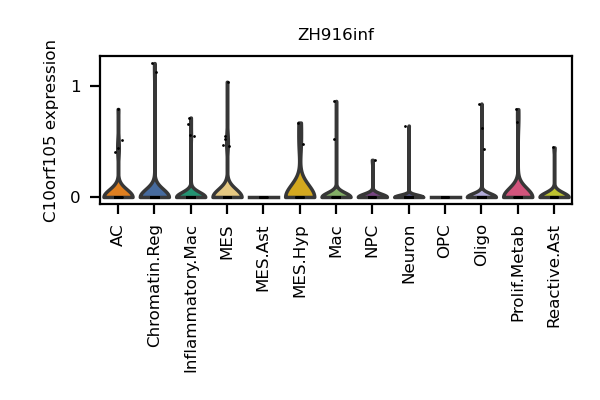 ZH916inf
C10orf105 expression
1
0
AC
Chromatin.Reg
Inflammatory.Mac
MES
MES.Ast
MES.Hyp
Mac
NPC
Neuron
OPC
Oligo
Prolif.Metab
Reactive.Ast